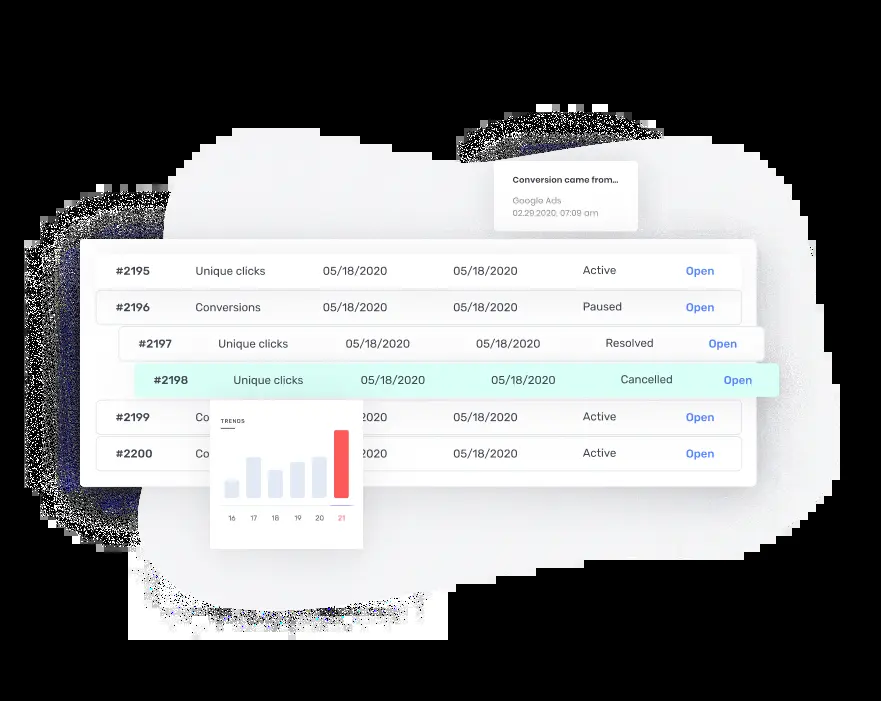 Conversion came from...
Google Ads
02.29.2020, 07:09 am
#2195 Unique clicks 05/18/2020 05/18/2020 Active Open
#2196 Conversions 05/18/2020 05/18/2020 Paused Open
#2197 Unique clicks 05/18/2020 05/18/2020 Resolved Open
#2198 Unique clicks 05/18/2020 05/18/2020 Cancelled Open
#2199 Co 2020 05/18/2020 Active Open
#2200 Co 2020 05/18/2020 Active Open
TRENDS
16 17 18 19 20 21